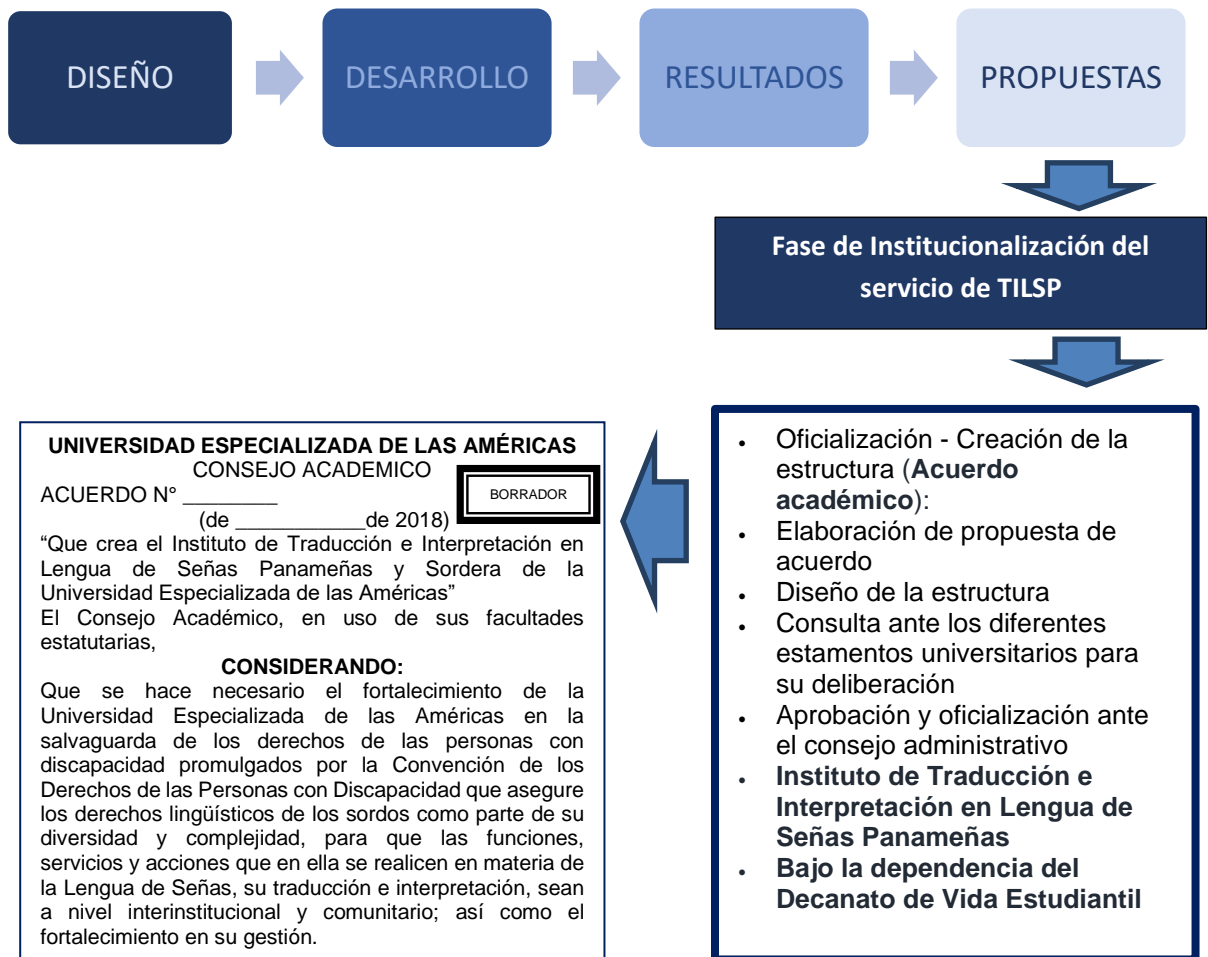 DISEÑO
DESARROLLO
RESULTADOS
PROPUESTAS
Fase de Institucionalización del
servicio de TILSP
• Oficialización - Creación de la
estructura (Acuerdo
académico):
• Elaboración de propuesta de
acuerdo
• Diseño de la estructura
• Consulta ante los diferentes
estamentos universitarios para
su deliberación
• Aprobación y oficialización ante
el consejo administrativo
• Instituto de Traducción e
Interpretación en Lengua de
Señas Panameñas
• Bajo la dependencia del
Decanato de Vida Estudiantil
UNIVERSIDAD ESPECIALIZADA DE LAS AMÉRICAS
CONSEJO ACADEMICO
ACUERDO N° ________
BORRADOR
(de ___________de 2018)
“Que crea el Instituto de Traducción e Interpretación en
Lengua de Señas Panameñas y Sordera de la
Universidad Especializada de las Américas”
El Consejo Académico, en uso de sus facultades
estatutarias,
CONSIDERANDO:
Que se hace necesario el fortalecimiento de la
Universidad Especializada de las Américas en la
salvaguarda de los derechos de las personas con
discapacidad promulgados por la Convención de los
Derechos de las Personas con Discapacidad que asegure
los derechos lingüísticos de los sordos como parte de su
diversidad y complejidad, para que las funciones,
servicios y acciones que en ella se realicen en materia de
la Lengua de Señas, su traducción e interpretación, sean
a nivel interinstitucional y comunitario; así como el
fortalecimiento en su gestión.